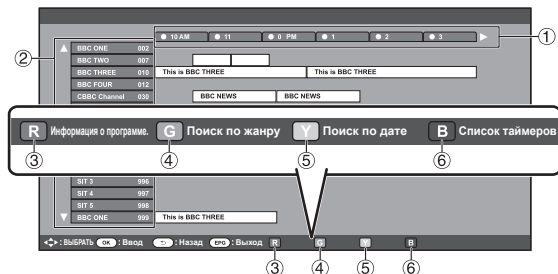 ● 10 AM ● 11 ● 0 PM ● 1 ● 2 ● 3 ①
②
BBC ONE 002
BBC TWO 007
BBC THREE 010 This is BBC THREE This is BBC THREE
BBC FOUR 012
CBBC Channel 030 BBC NEWS BBC NEWS
R Информация о программе. G Поиск по жанру Y Поиск по дате B Список таймеров
③ ④ ⑤ ⑥
SIT 3 996
SIT 4 997
SIT 5 998
BBC ONE 999 This is BBC THREE
: ВЫБРАТЬ OK : Ввод : Назад EPG : Выход R G Y B
③ ④ ⑤ ⑥